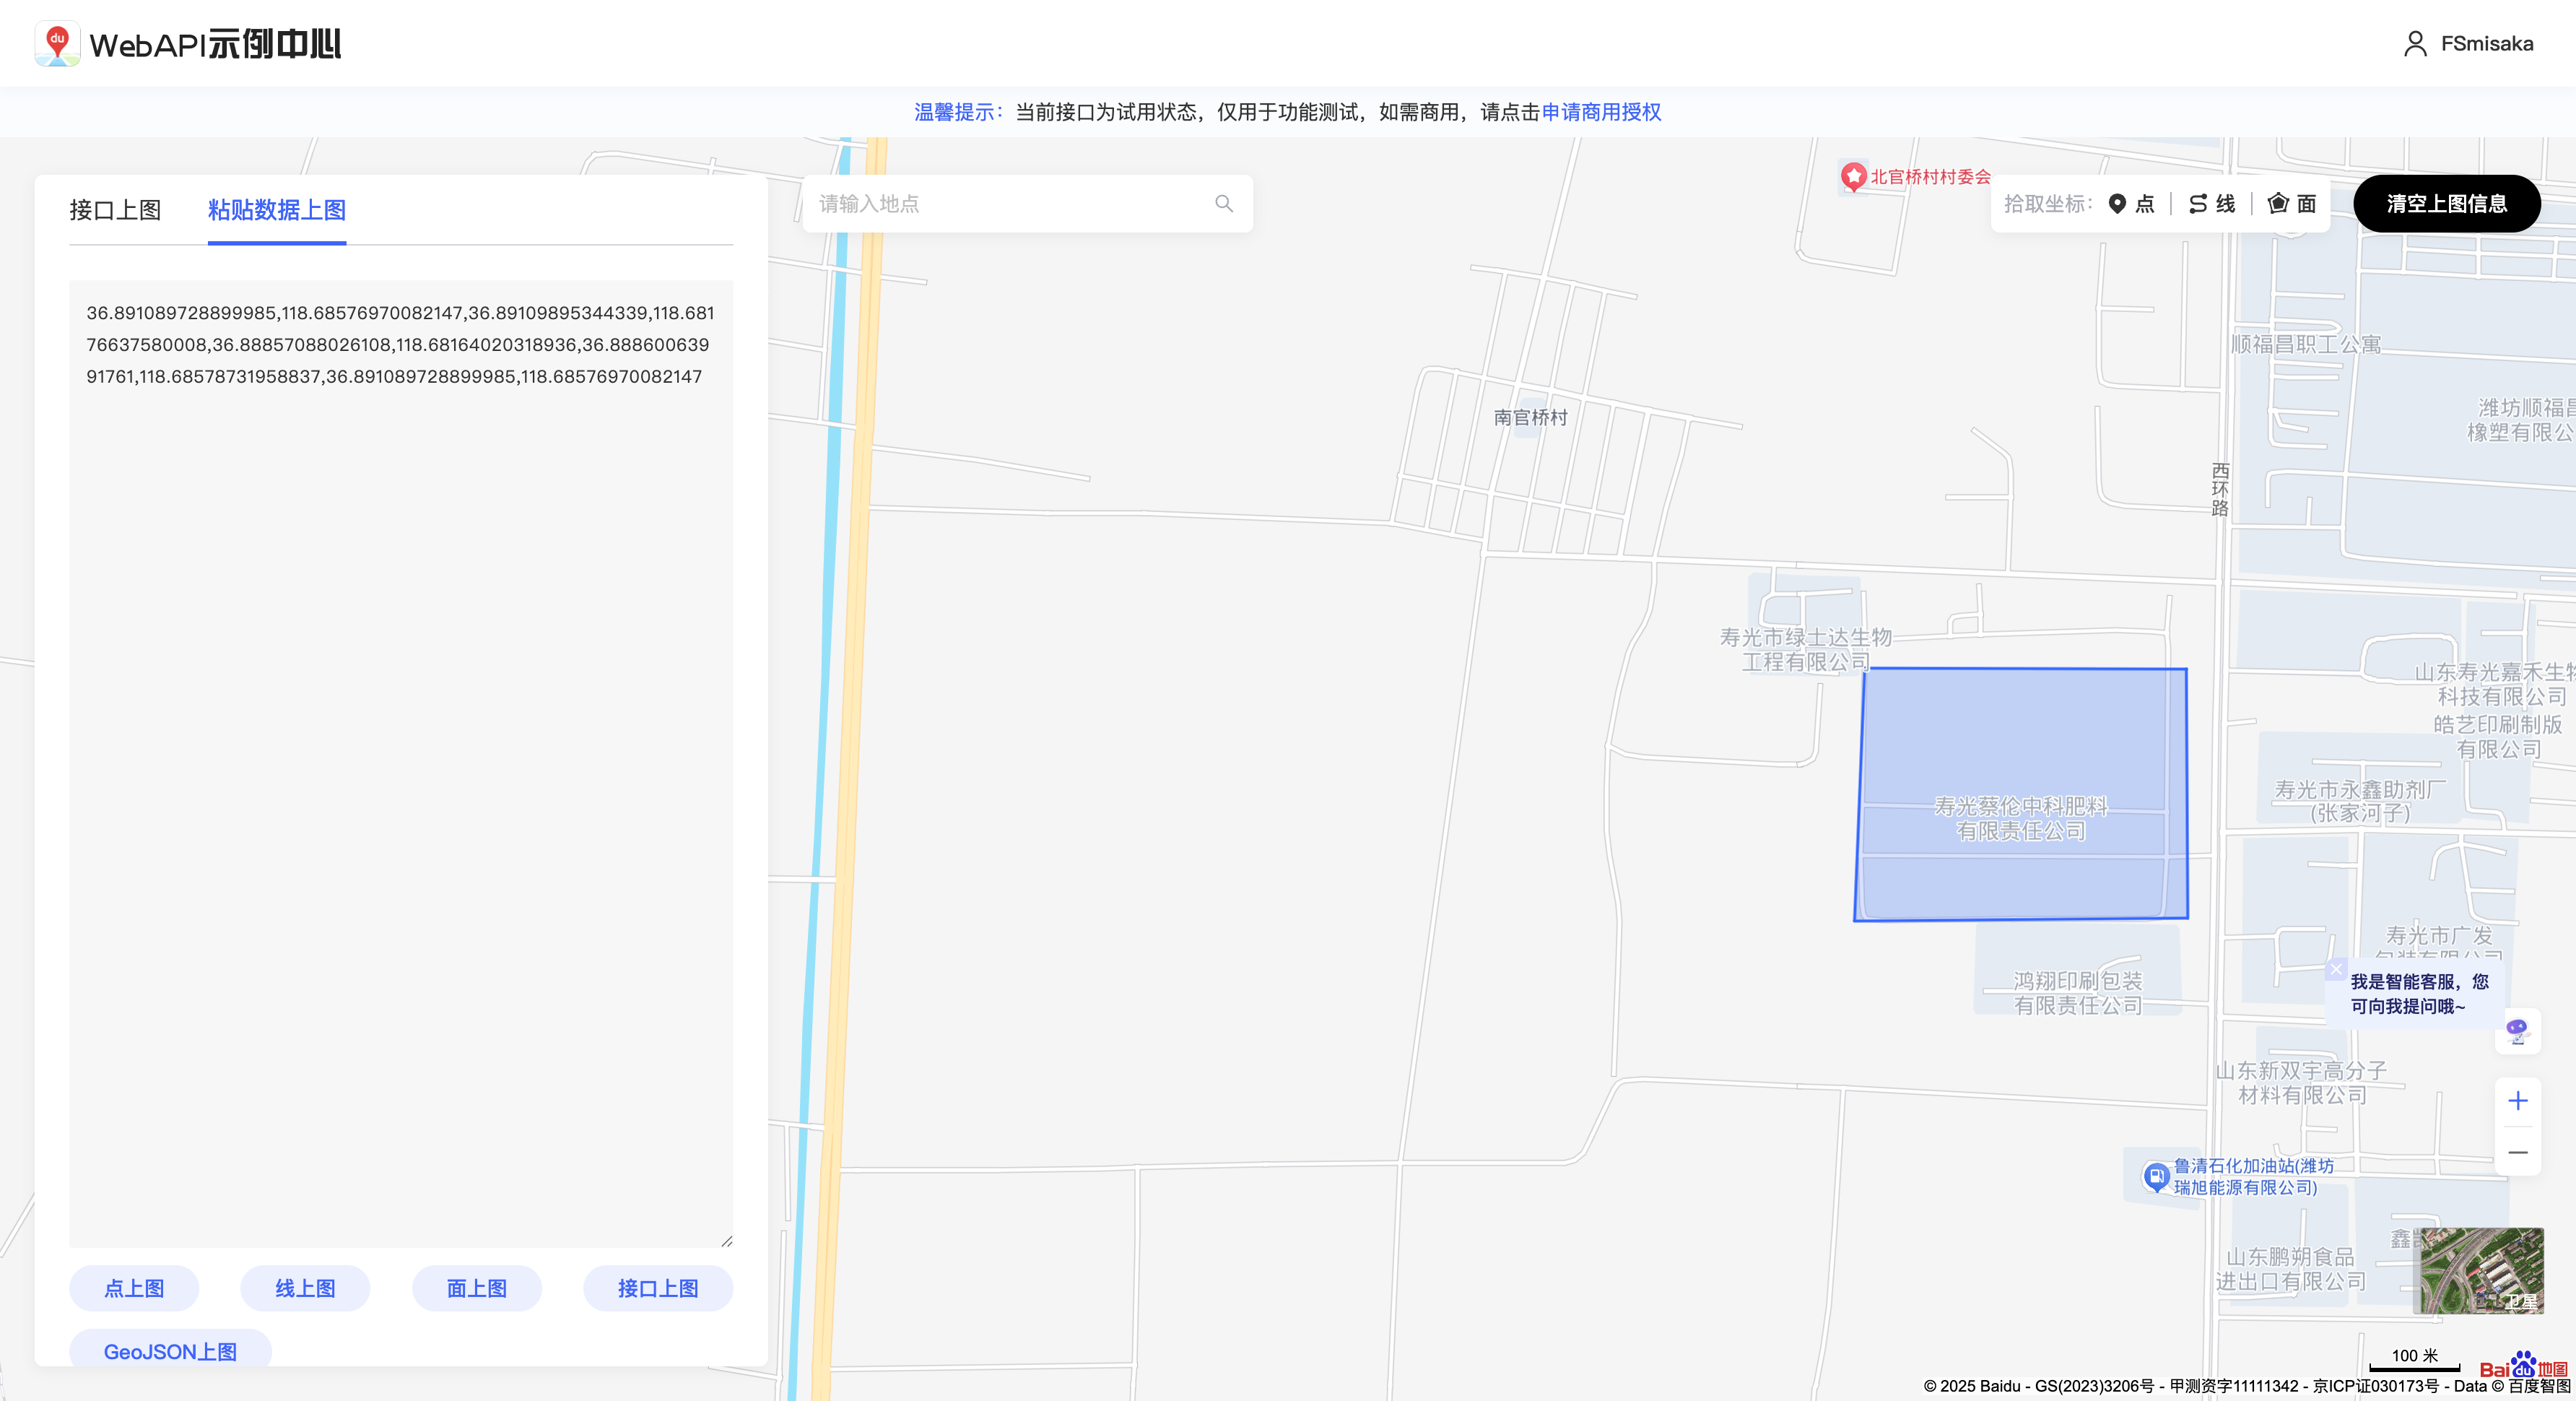 WebAPI示例中心
FSmisaka
温馨提示：当前接口为试用状态，仅用于功能测试，如需商用，请点击申请商用授权
接口上图
粘贴数据上图
请输入地点
拾取坐标：
点
线
面
清空上图信息
36.891089728899985,118.68576970082147,36.89109895344339,118.681
76637580008,36.88857088026108,118.68164020318936,36.888600639
91761,118.68578731958837,36.891089728899985,118.68576970082147
点上图
线上图
面上图
接口上图
GeoJSON上图
北官桥村村委会
顺福昌职工公寓
潍坊顺福昌
橡塑有限公
南官桥村
西
环
路
寿光市绿士达生物
工程有限公司
山东寿光嘉禾生物
科技有限公司
皓艺印刷制版
有限公司
寿光市永鑫助剂厂
(张家河子)
寿光蔡伦中科肥料
有限责任公司
寿光市广发
包装有限公司
鸿翔印刷包装
有限责任公司
我是智能客服，您
可向我提问哦~
山东新双宇高分子
材料有限公司
鲁清石化加油站(潍坊
瑞旭能源有限公司)
山东鹏朔食品
进出口有限公司
鑫
卫星
100 米
Bai du 地图
© 2025 Baidu - GS(2023)3206号 - 甲测资字11111342 - 京ICP证030173号 - Data © 百度智图